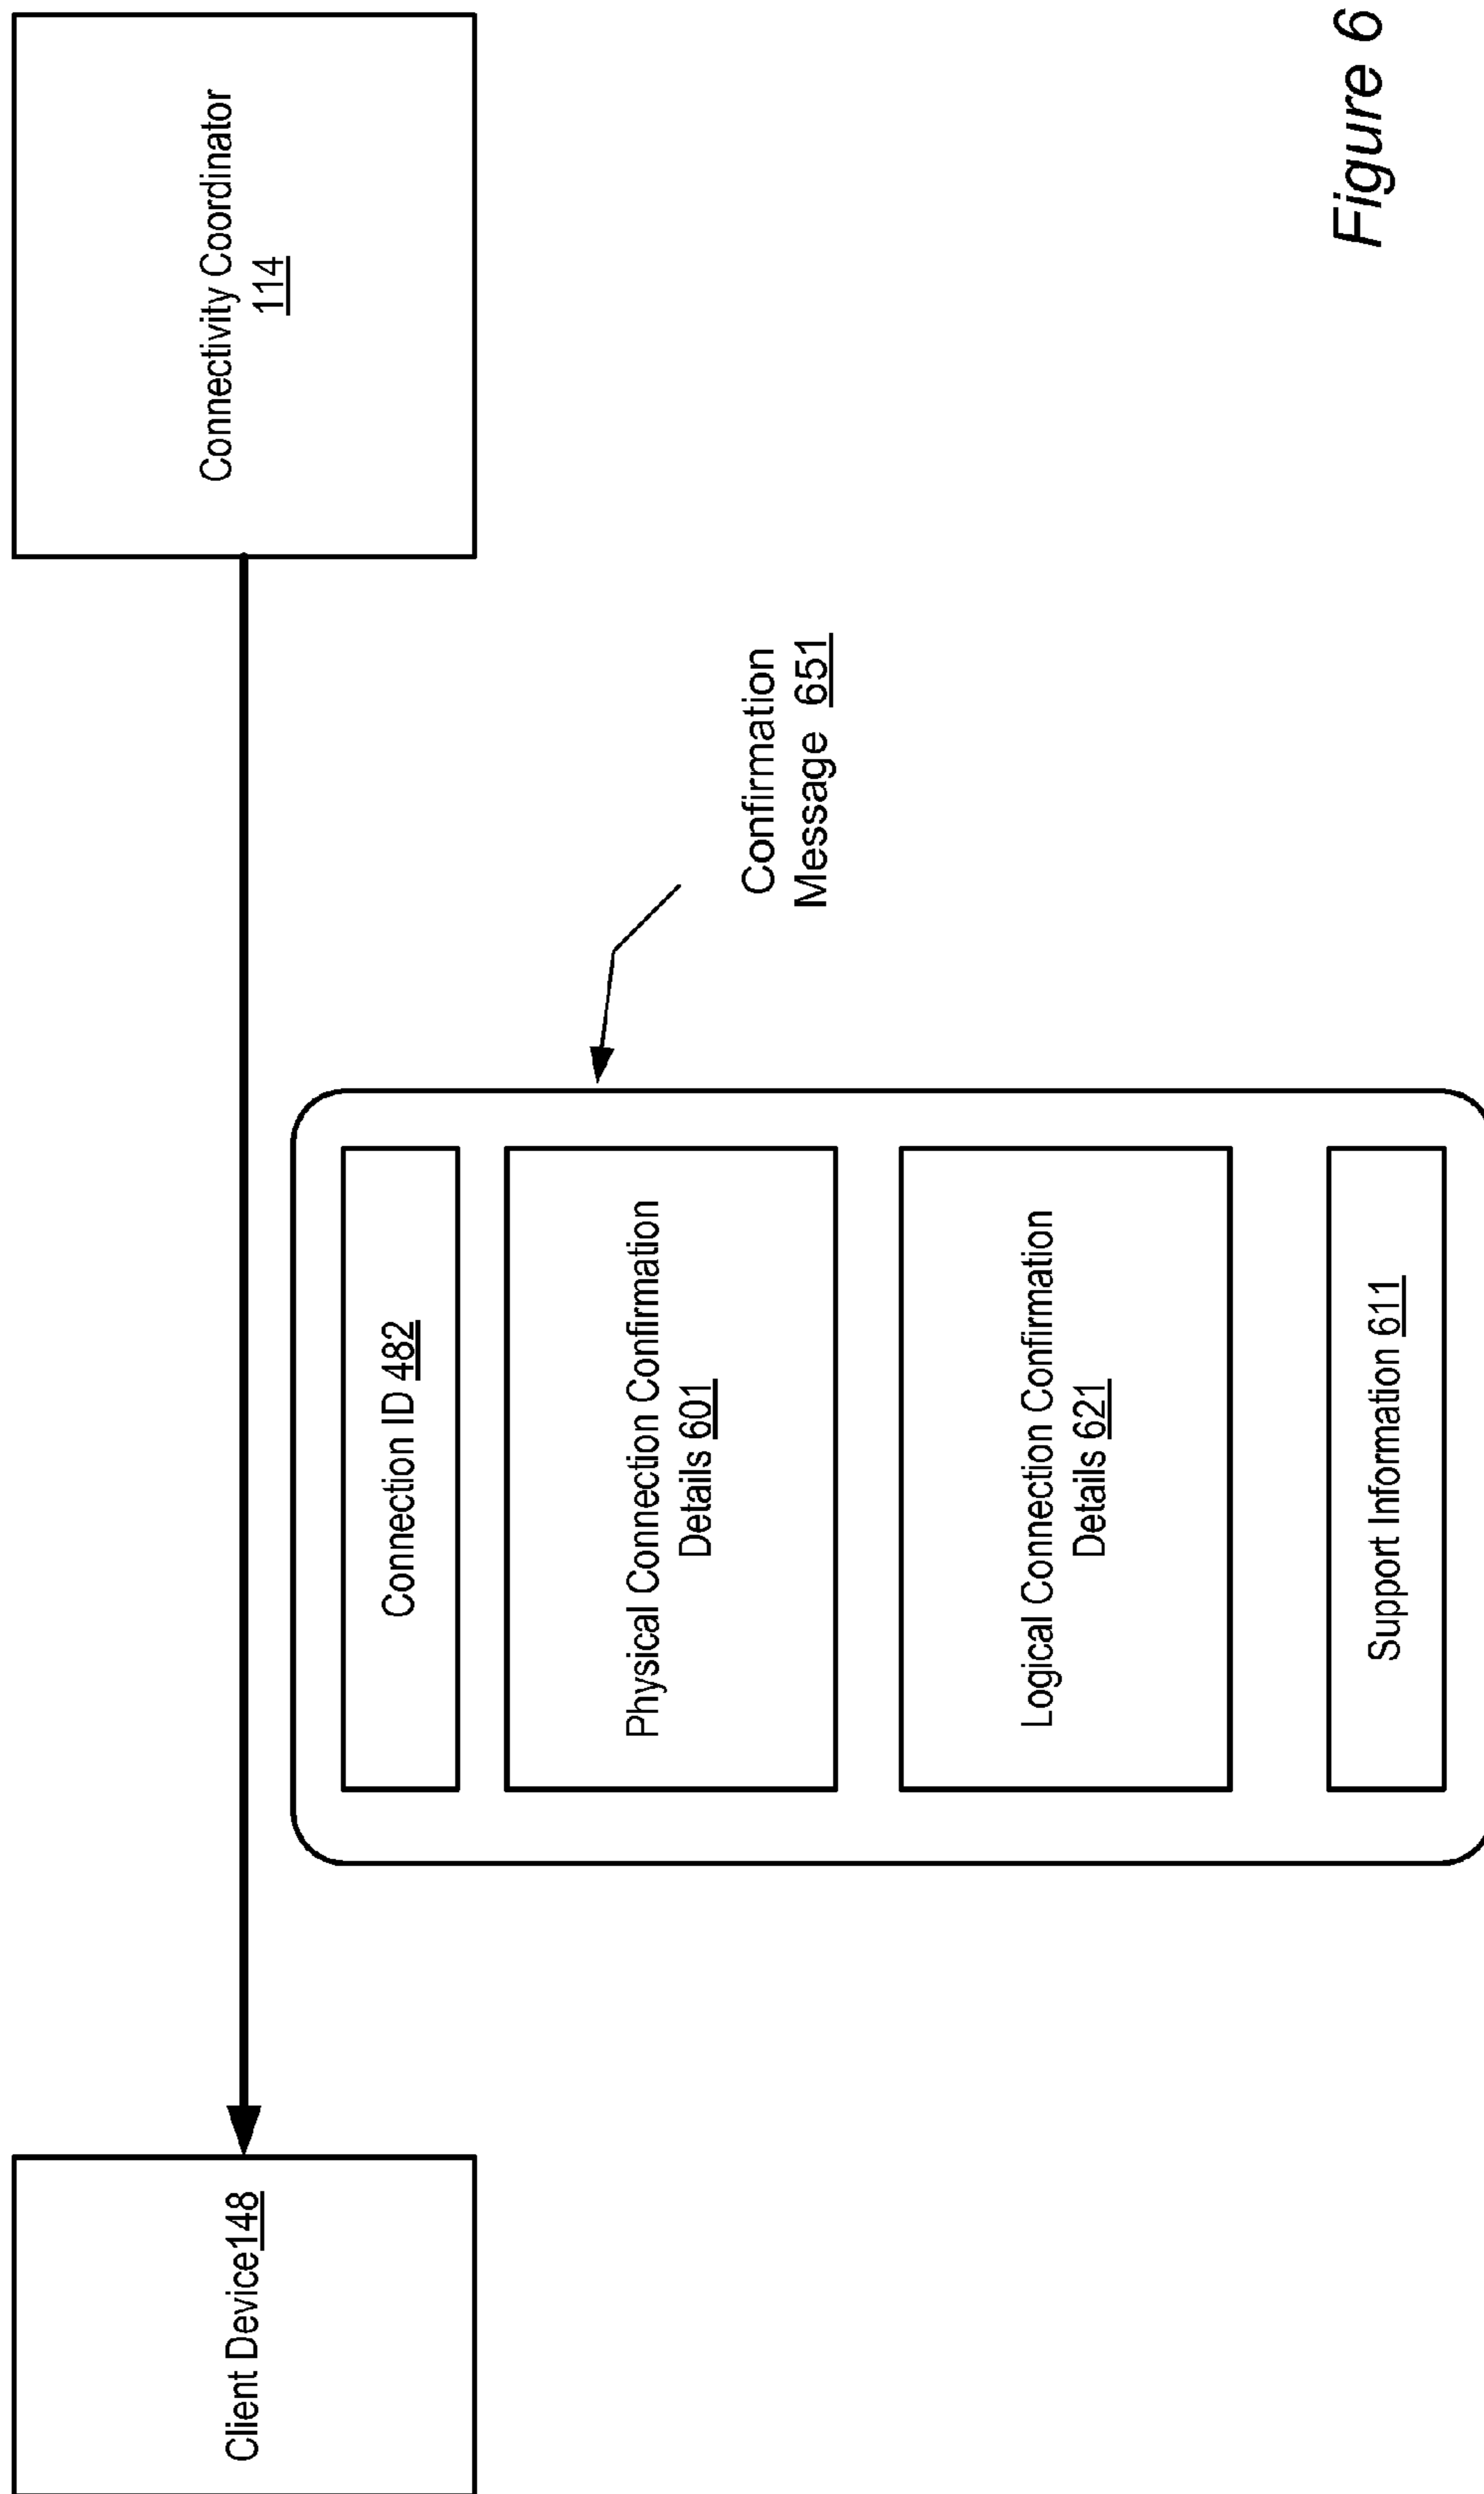 Client Device148
Connectivity Coordinator
114
Confirmation
Message 651
Connection ID 482
Physical Connection Confirmation
Details 601
Logical Connection Confirmation
Details 621
Support Information 611
Figure 6